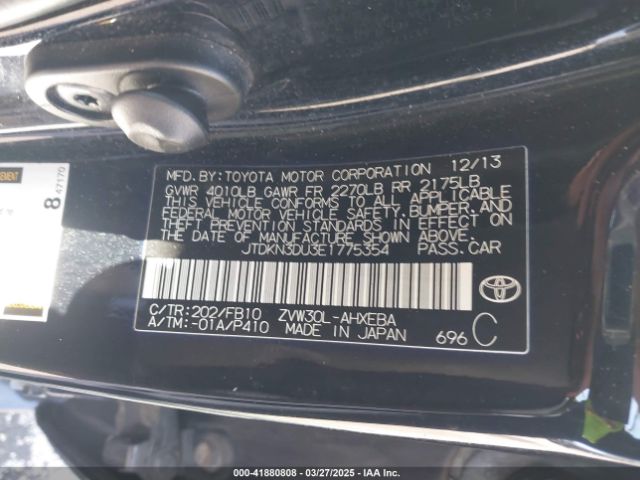 MFD. BY: TOYOTA MOTOR CORPORATION 12/13
GVWR 4010LB GAWR FR 2270LB RR 2175LB
THIS VEHICLE CONFORMS TO ALL APPLICABLE
FEDERAL MOTOR VEHICLE SAFETY, BUMPER, AND
THEFT PREVENTION STANDARDS IN EFFECT ON
THE DATE OF MANUFACTURE SHOWN ABOVE.
JTDKN3DU3E1775354 PASS. CAR
C/TR: 202/FB10 ZVW30L-AHXEBA
A/TM: -01A/P410 MADE IN JAPAN 696 C
8 47170
000-41880808 | 03/27/2025 | IAA Inc.